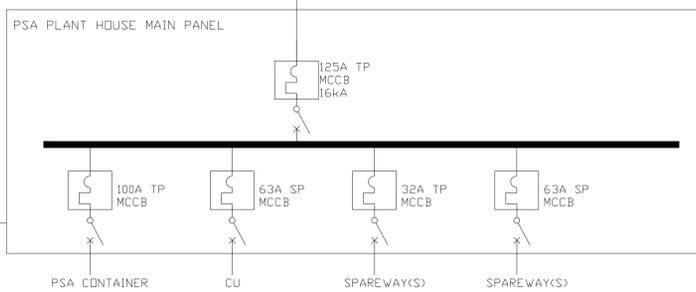 PSA PLANT HOUSE MAIN PANEL
125A TP
MCCB
16kA
100A TP
MCCB
63A SP
MCCB
32A TP
MCCB
63A SP
MCCB
PSA CONTAINER
CU
SPAREWAY(S)
SPAREWAY(S)